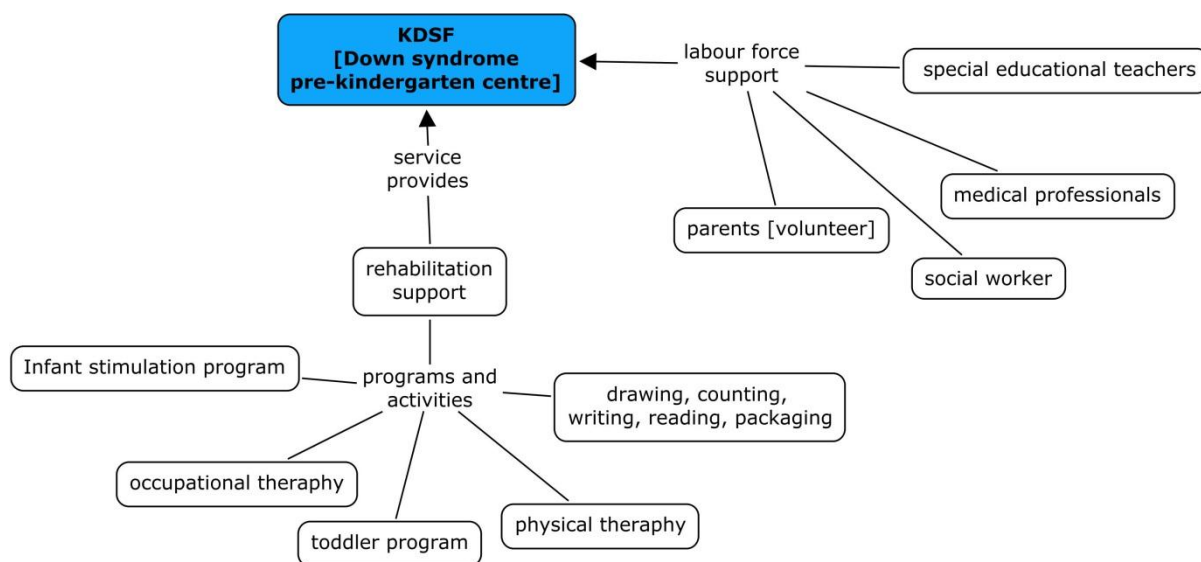 KDSF
[Down syndrome
pre-kindergarten centre]
labour force
support
special educational teachers
medical professionals
social worker
parents [volunteer]
service
provides
rehabilitation
support
programs and
activities
Infant stimulation program
occupational theraphy
toddler program
physical theraphy
drawing, counting,
writing, reading, packaging